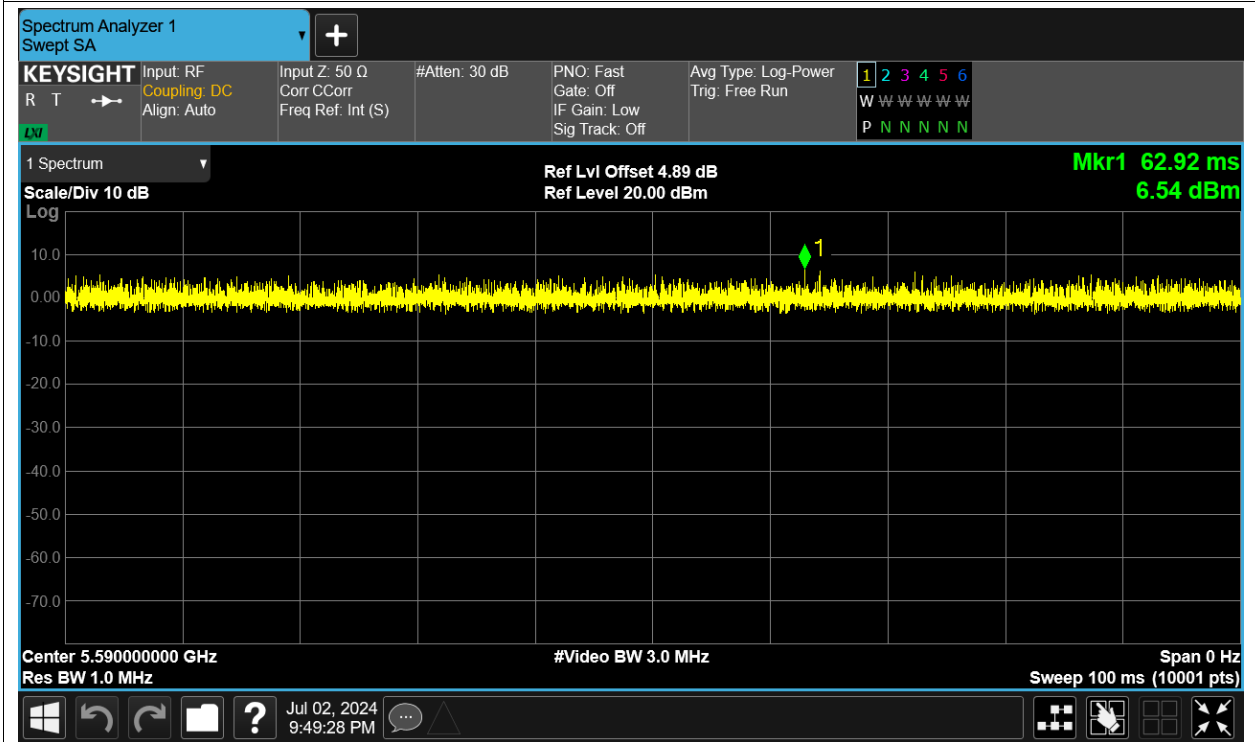 Spectrum Analyzer 1
Swept SA
KEYSIGHT
R T
LXI
Input: RF
Coupling: DC
Align: Auto
Input Z: 50 Ω
Corr CCorr
Freq Ref: Int (S)
#Atten: 30 dB
PNO: Fast
Gate: Off
IF Gain: Low
Sig Track: Off
Avg Type: Log-Power
Trig: Free Run
1 2 3 4 5 6
W W W W W W
P N N N N N
1 Spectrum
Scale/Div 10 dB
Log
Ref Lvl Offset 4.89 dB
Ref Level 20.00 dBm
Mkr1 62.92 ms
6.54 dBm
1
10.0
0.00
-10.0
-20.0
-30.0
-40.0
-50.0
-60.0
-70.0
Center 5.590000000 GHz
Res BW 1.0 MHz
#Video BW 3.0 MHz
Span 0 Hz
Sweep 100 ms (10001 pts)
?
Jul 02, 2024
9:49:28 PM